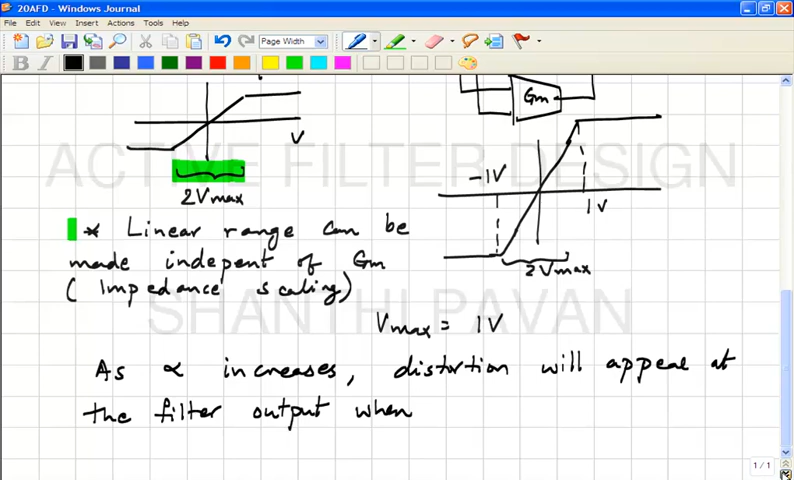 20AFD - Windows Journal
File Edit View Insert Actions Tools Help
Page Width
B I
Gm
V
ACTIVE FILTER DESIGN
-1V
1V
2Vmax
2Vmax
* Linear range can be
made indepent of Gm
( Impedance scaling)
SHANTHI PAVAN
Vmax = 1V
As ∝ increases, distortion will appeal at
the filter output when
1/1